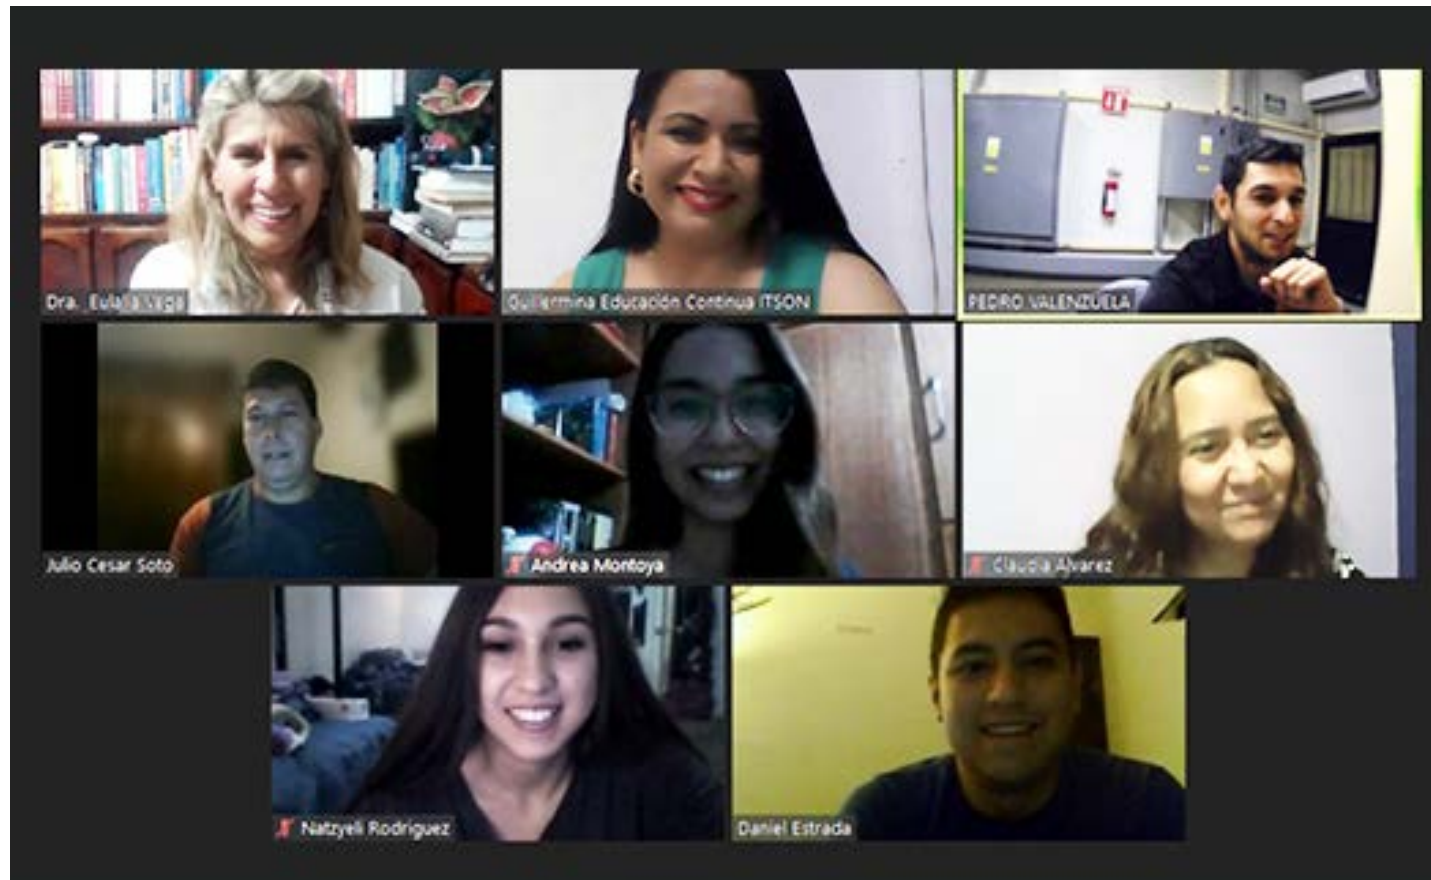 Dra. Eulalia Vega
Guillermina Educación Continua ITSON
PEDRO VALENZUELA
Julio Cesar Soto
Andrea Montoya
Claudia Alvarez
Natzyeli Rodriguez
Daniel Estrada